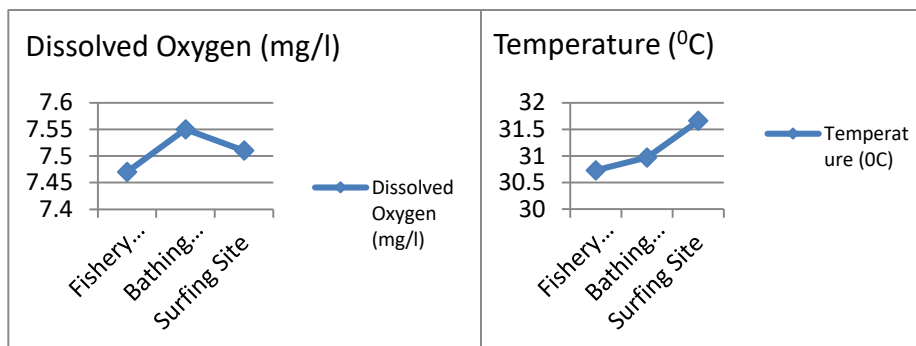 Dissolved Oxygen (mg/l)
7.6
7.55
7.5
7.45
7.4
Fishery...
Bathing...
Surfing Site
Dissolved
Oxygen
(mg/l)
Temperature (⁰C)
32
31.5
31
30.5
30
Fishery...
Bathing...
Surfing Site
Temperat
ure (0C)